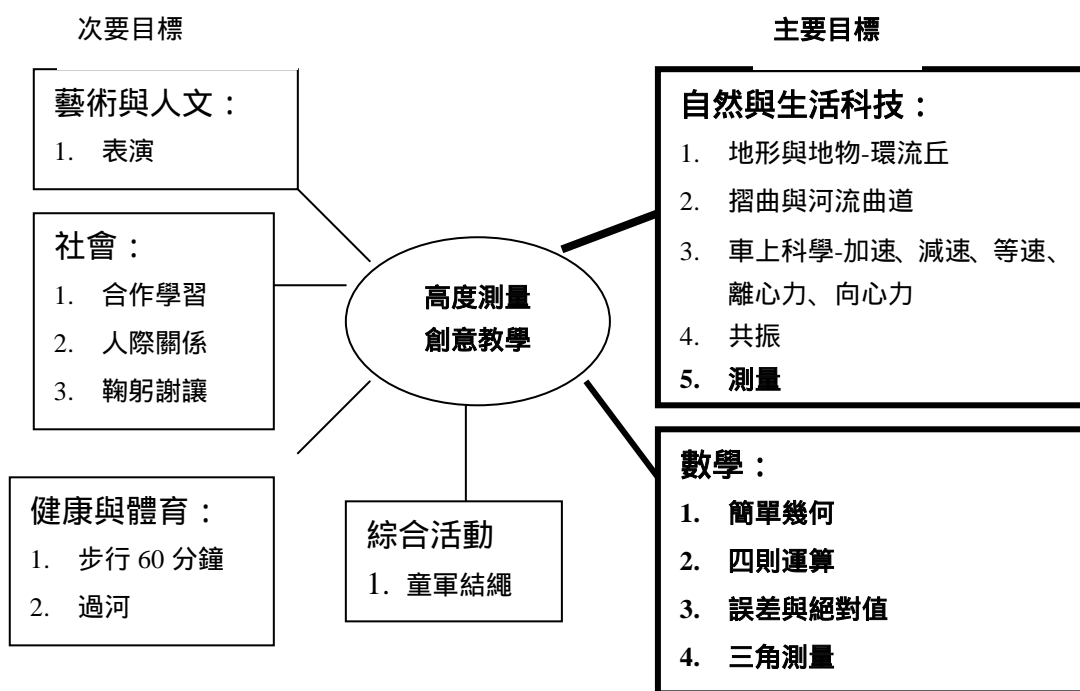 次要目標
主要目標
藝術與人文：
1. 表演
社會：
1. 合作學習
2. 人際關係
3. 鞠躬謝讓
健康與體育：
1. 步行 60 分鐘
2. 過河
高度測量
創意教學
綜合活動
1. 童軍結繩
自然與生活科技：
1. 地形與地物-環流丘
2. 摺曲與河流曲道
3. 車上科學-加速、減速、等速、
離心力、向心力
4. 共振
5. 測量
數學：
1. 簡單幾何
2. 四則運算
3. 誤差與絕對值
4. 三角測量